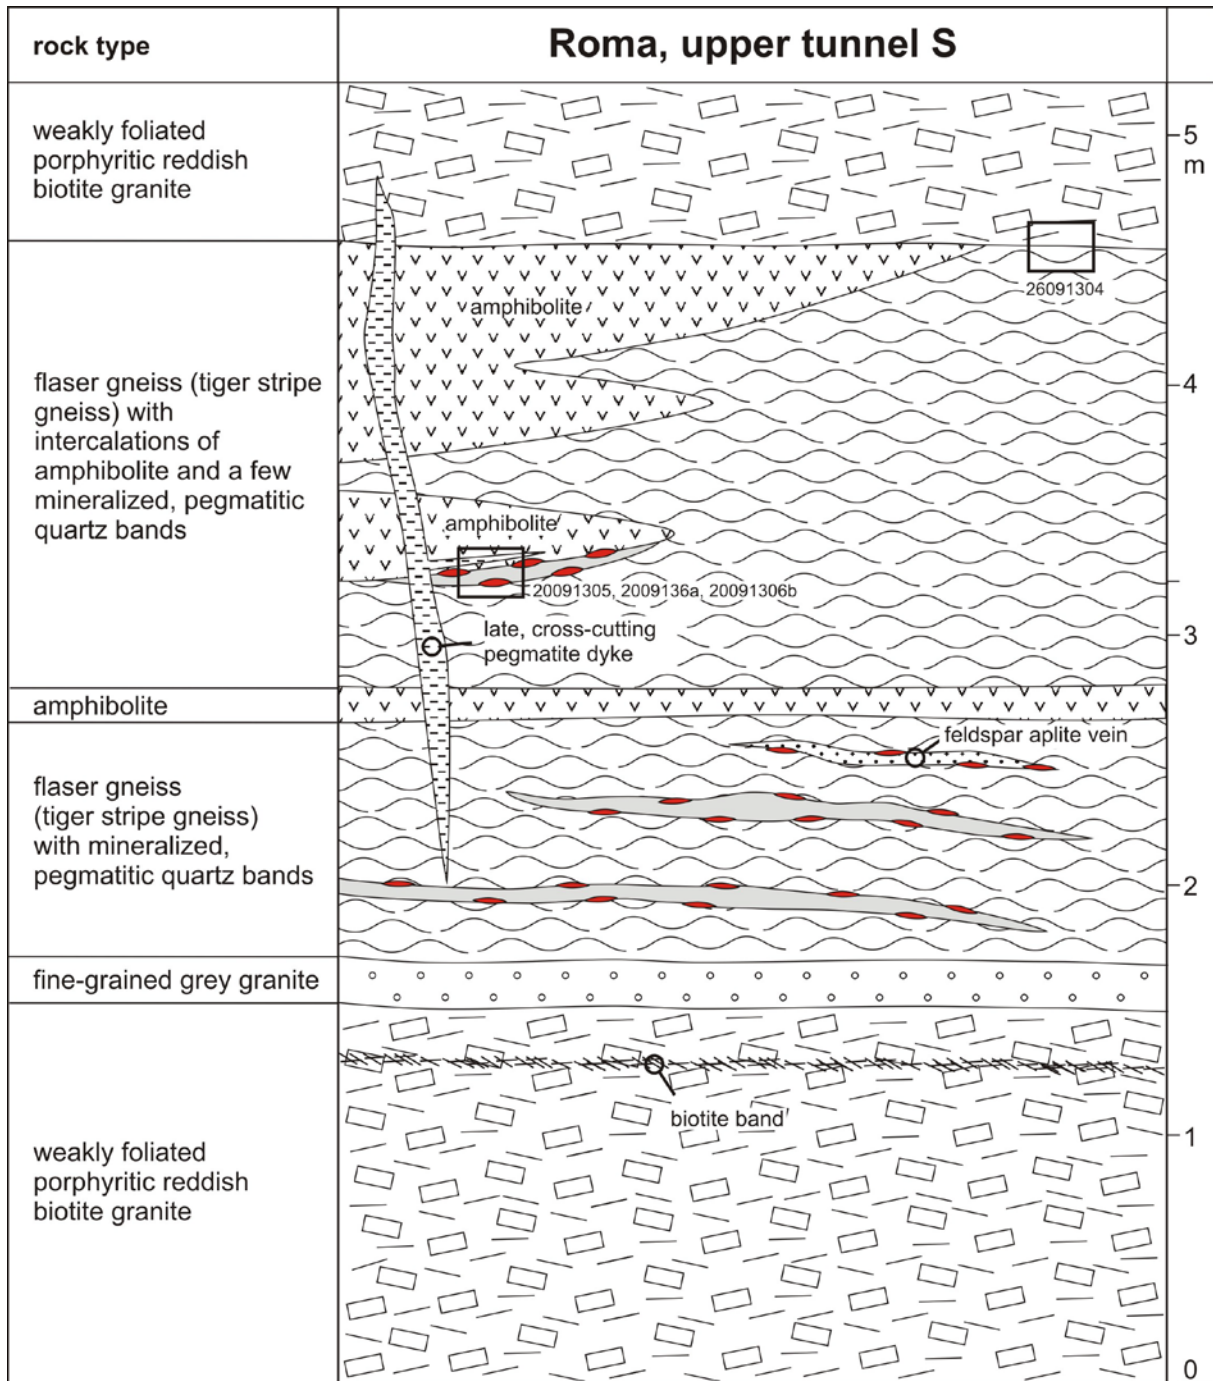 rock type
Roma, upper tunnel S
weakly foliated
porphyritic reddish
biotite granite
5
m
26091304
amphibolite
flaser gneiss (tiger stripe
gneiss) with
intercalations of
amphibolite and a few
mineralized, pegmatitic
quartz bands
4
amphibolite
20091305, 2009136a, 20091306b
late, cross-cutting
pegmatite dyke
3
amphibolite
feldspar aplite vein
flaser gneiss
(tiger stripe gneiss)
with mineralized,
pegmatitic quartz bands
2
fine-grained grey granite
biotite band
1
weakly foliated
porphyritic reddish
biotite granite
0